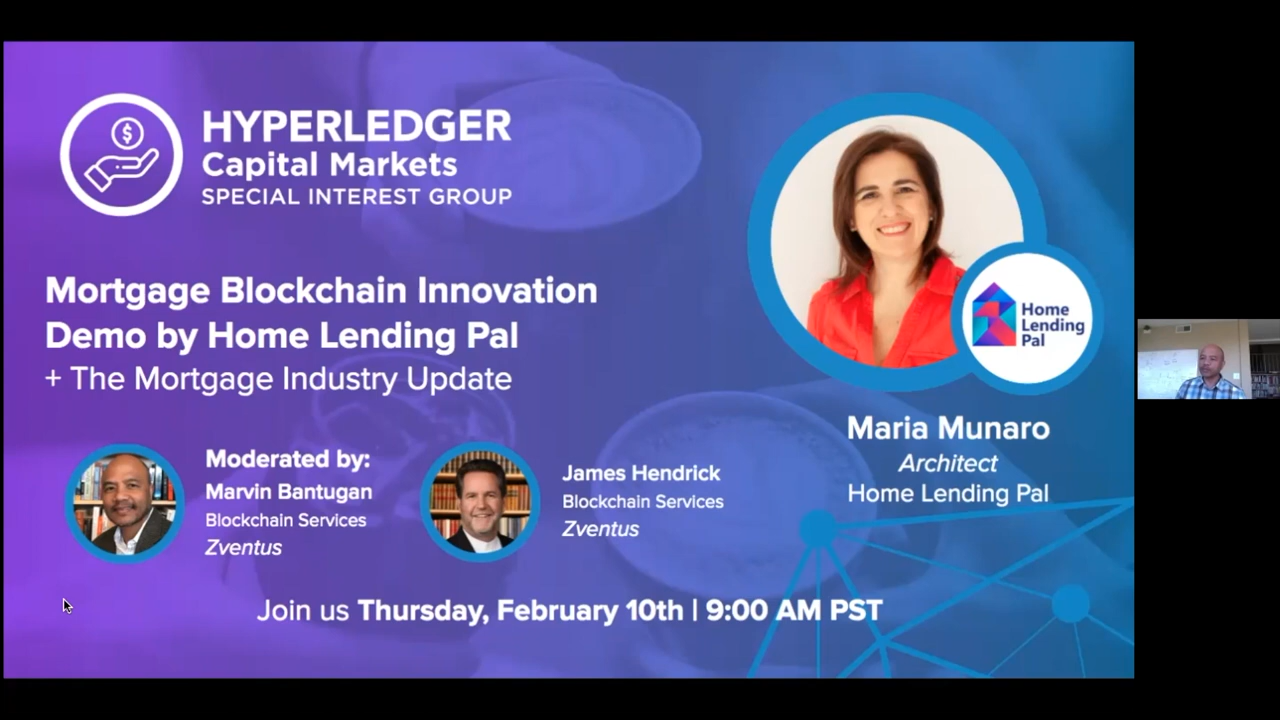 $
HYPERLEDGER
Capital Markets
SPECIAL INTEREST GROUP
Mortgage Blockchain Innovation
Demo by Home Lending Pal
+ The Mortgage Industry Update
Home
Lending
Pal
Maria Munaro
Architect
Home Lending Pal
Moderated by:
Marvin Bantugan
Blockchain Services
Zventus
James Hendrick
Blockchain Services
Zventus
Join us Thursday, February 10th | 9:00 AM PST